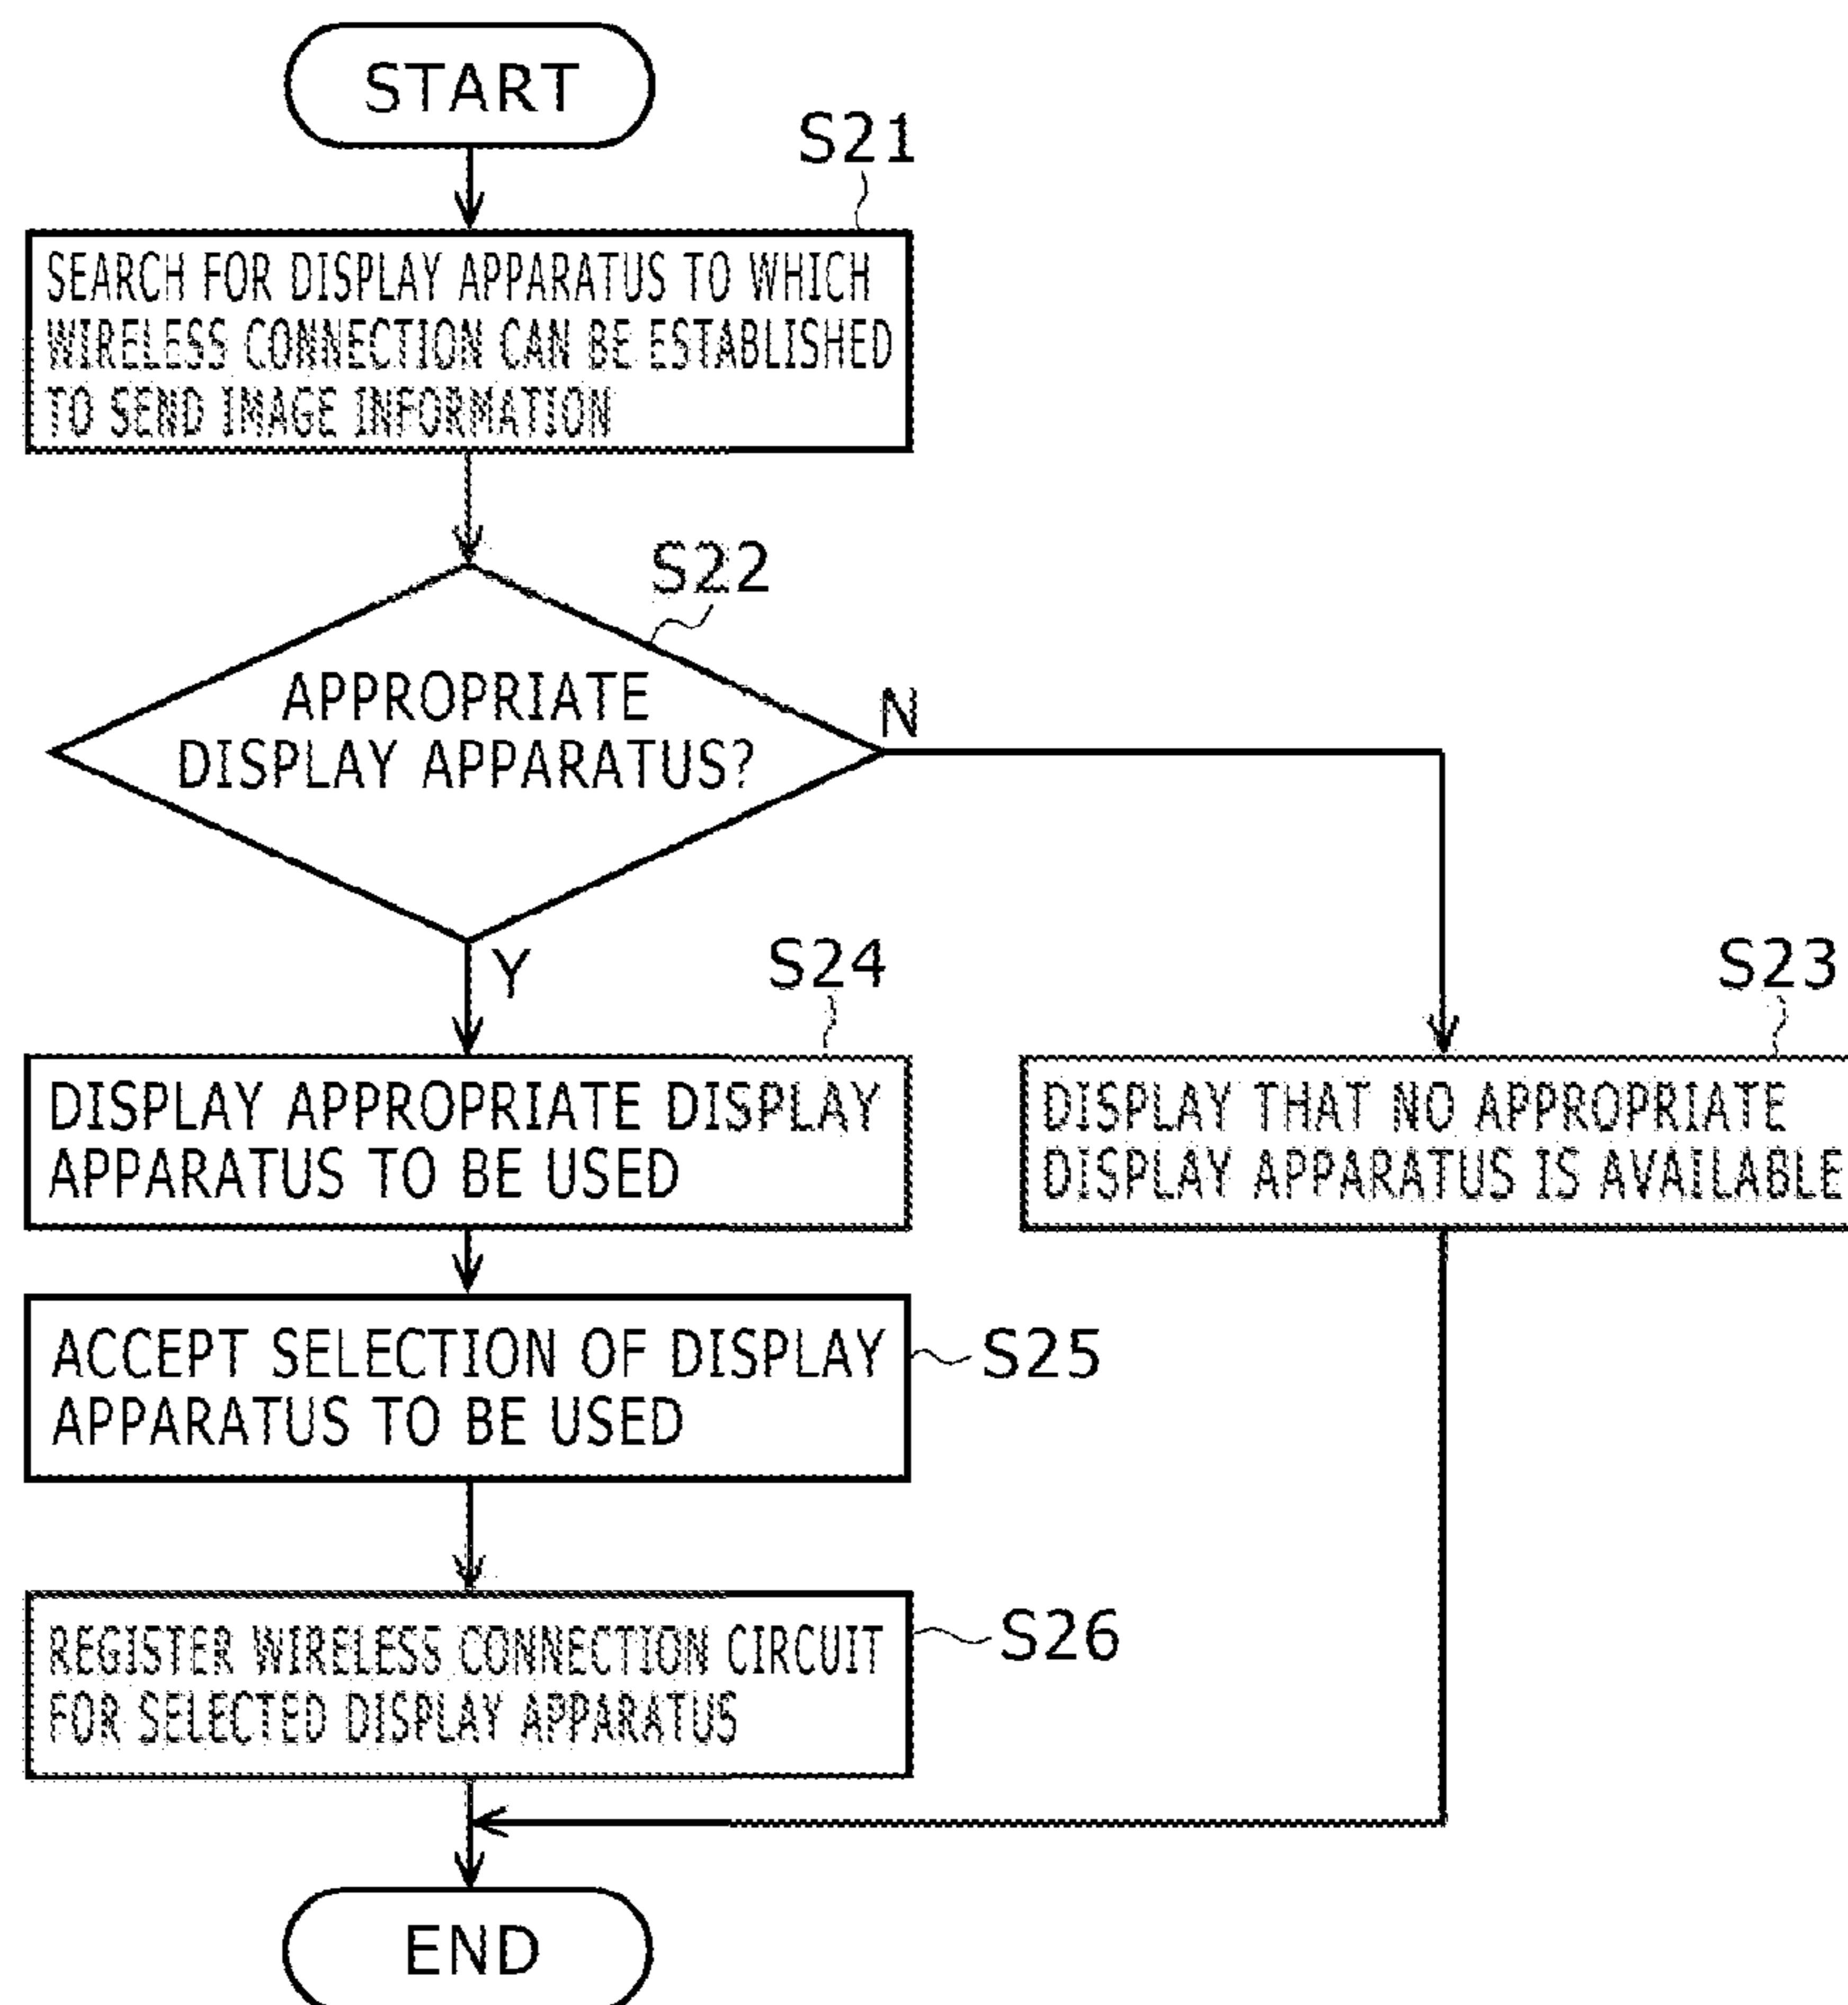 START
S21
SEARCH FOR DISPLAY APPARATUS TO WHICH
WIRELESS CONNECTION CAN BE ESTABLISHED
TO SEND IMAGE INFORMATION
S22
APPROPRIATE
DISPLAY APPARATUS?
N
Y
S24
DISPLAY APPROPRIATE DISPLAY
APPARATUS TO BE USED
S23
DISPLAY THAT NO APPROPRIATE
DISPLAY APPARATUS IS AVAILABLE
ACCEPT SELECTION OF DISPLAY
APPARATUS TO BE USED
S25
REGISTER WIRELESS CONNECTION CIRCUIT
FOR SELECTED DISPLAY APPARATUS
S26
END